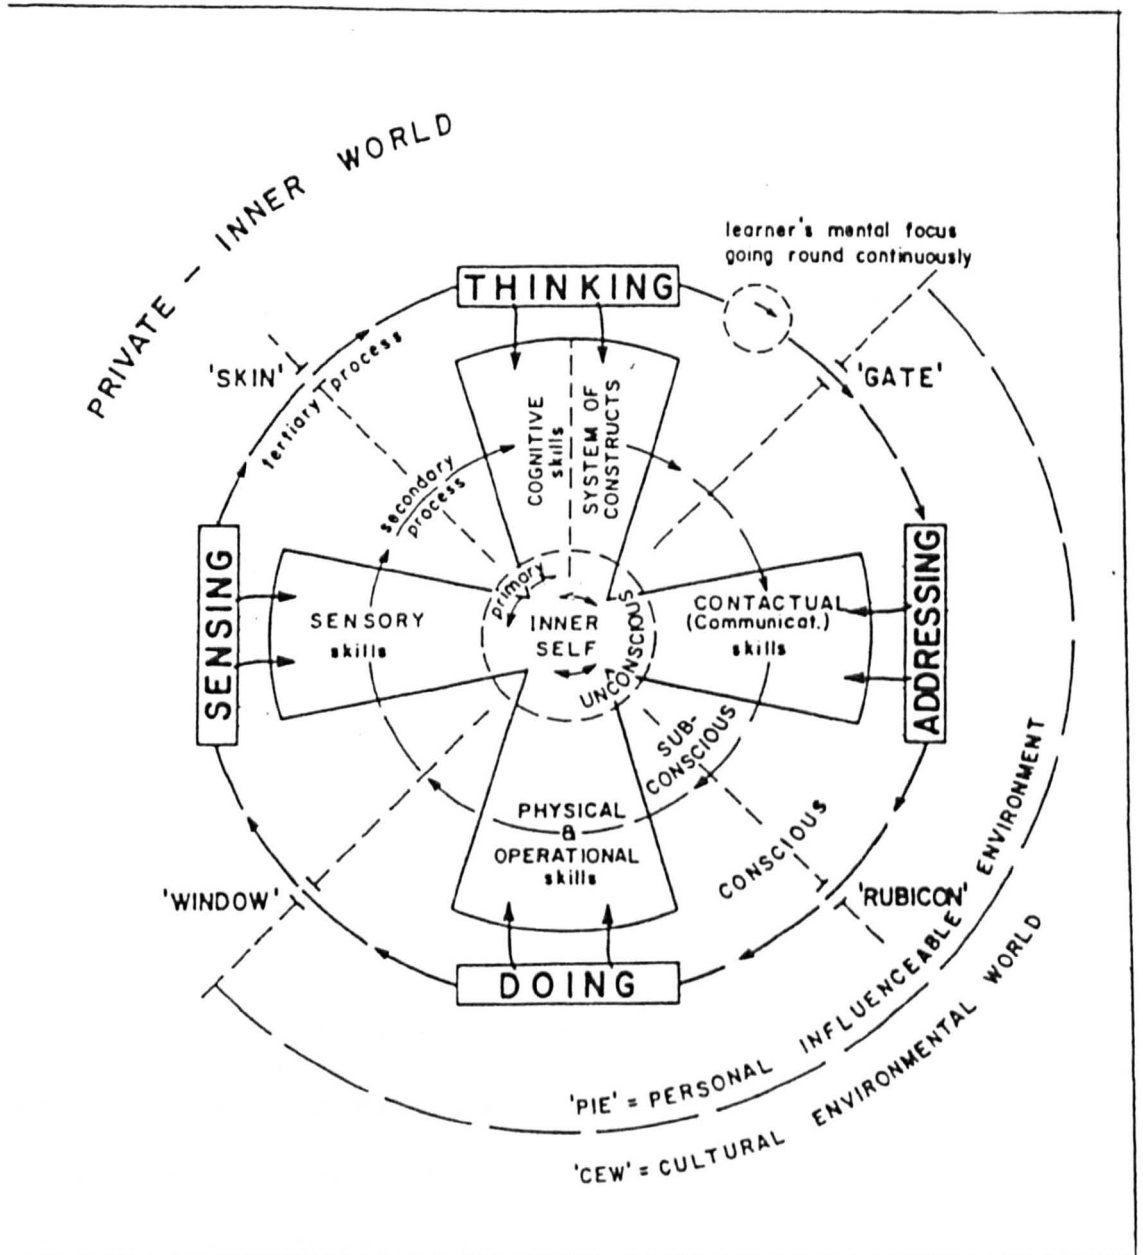 PRIVATE — INNER WORLD
learner's mental focus
going round continuously
THINKING
'SKIN'
tertiary process
'GATE'
COGNITIVE
skills
SYSTEM OF
CONSTRUCTS
secondary
process
SENSING
SENSORY
skills
primary
INNER
SELF
UNCONSCIOUS
CONTACTUAL
(Communicat.)
skills
ADDRESSING
SUB-
CONSCIOUS
CONSCIOUS
PHYSICAL
&
OPERATIONAL
skills
'WINDOW'
'RUBICON'
DOING
'PIE' = PERSONAL INFLUENCEABLE ENVIRONMENT
'CEW' = CULTURAL ENVIRONMENTAL WORLD